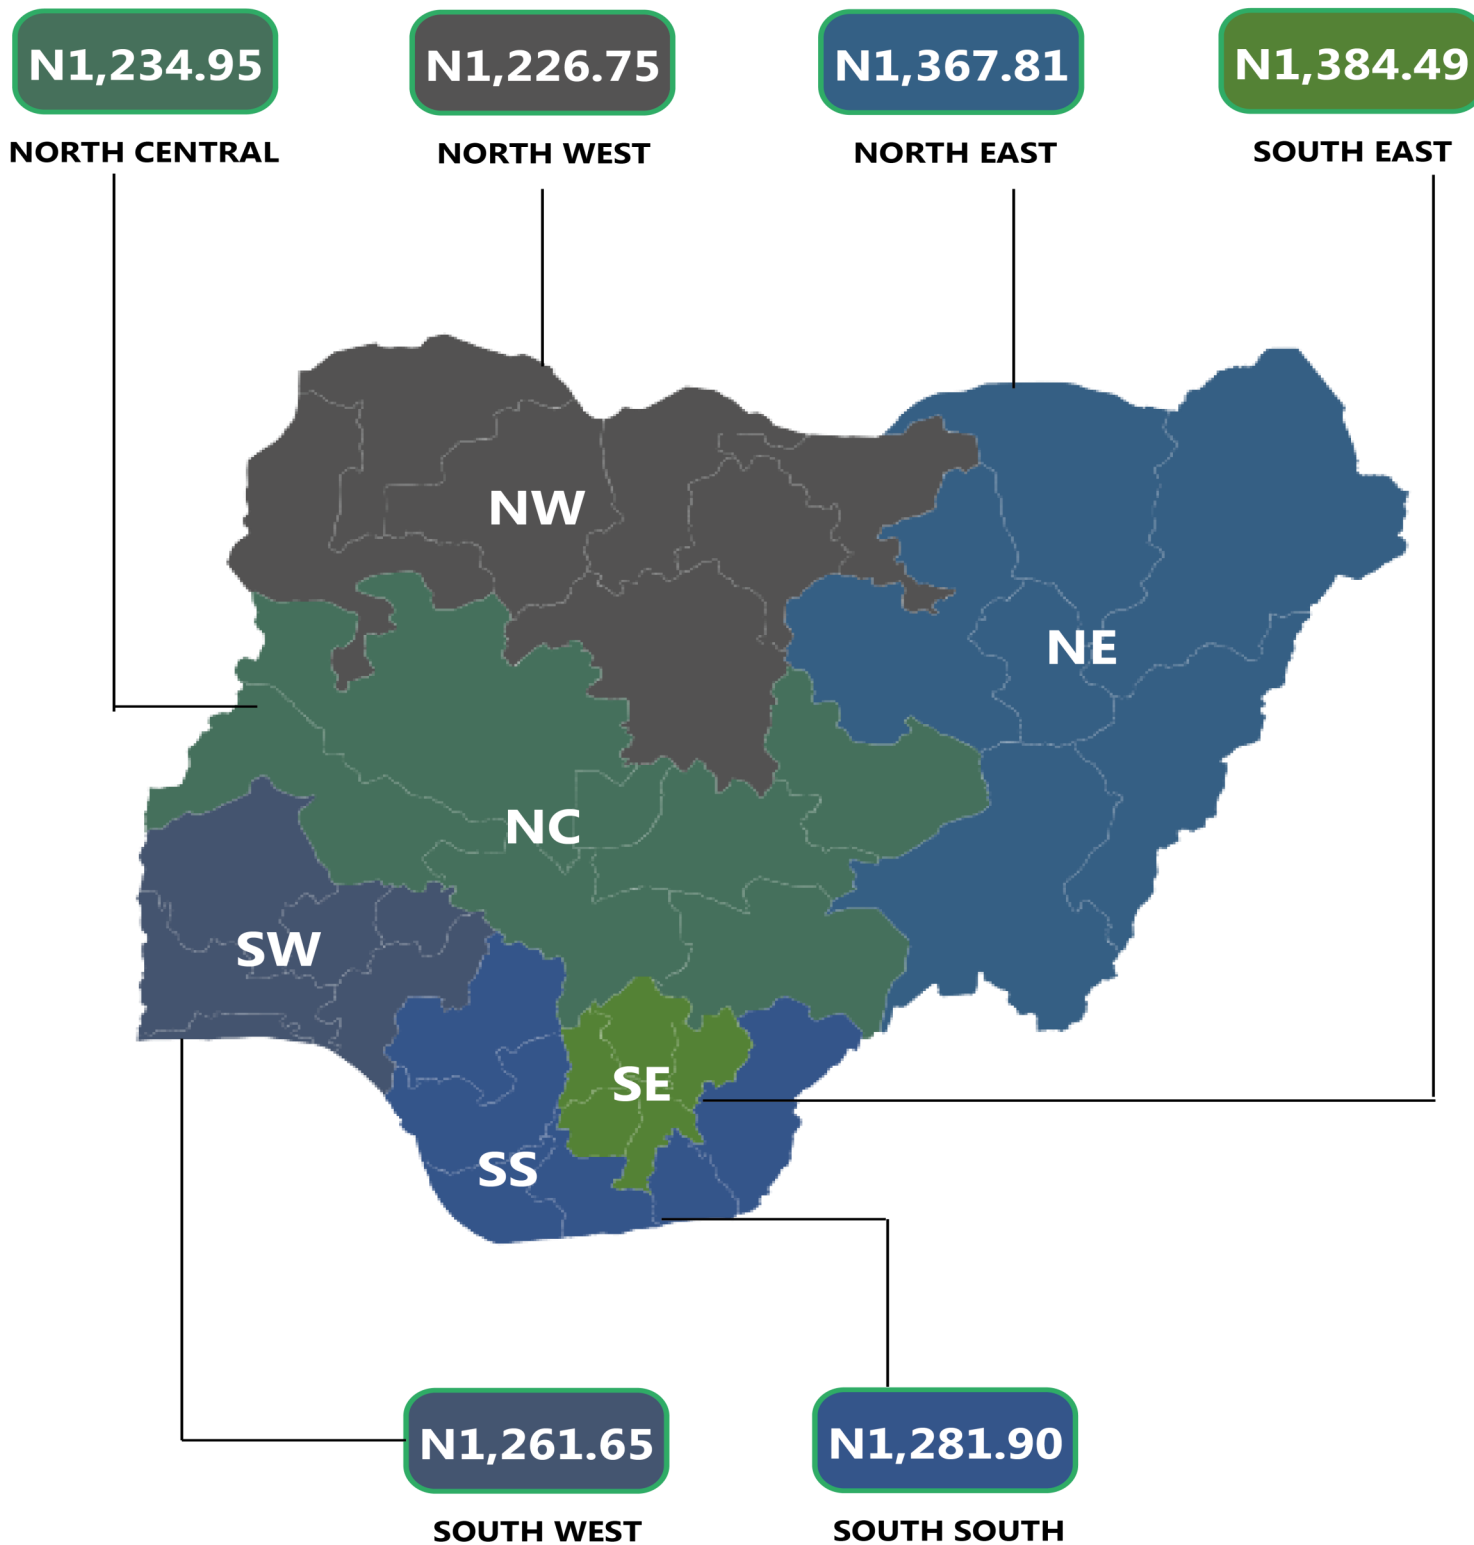 N1,234.95
N1,226.75
N1,367.81
N1,384.49
NORTH CENTRAL
NORTH WEST
NORTH EAST
SOUTH EAST
NW
NE
NC
SW
SE
SS
N1,261.65
N1,281.90
SOUTH WEST
SOUTH SOUTH